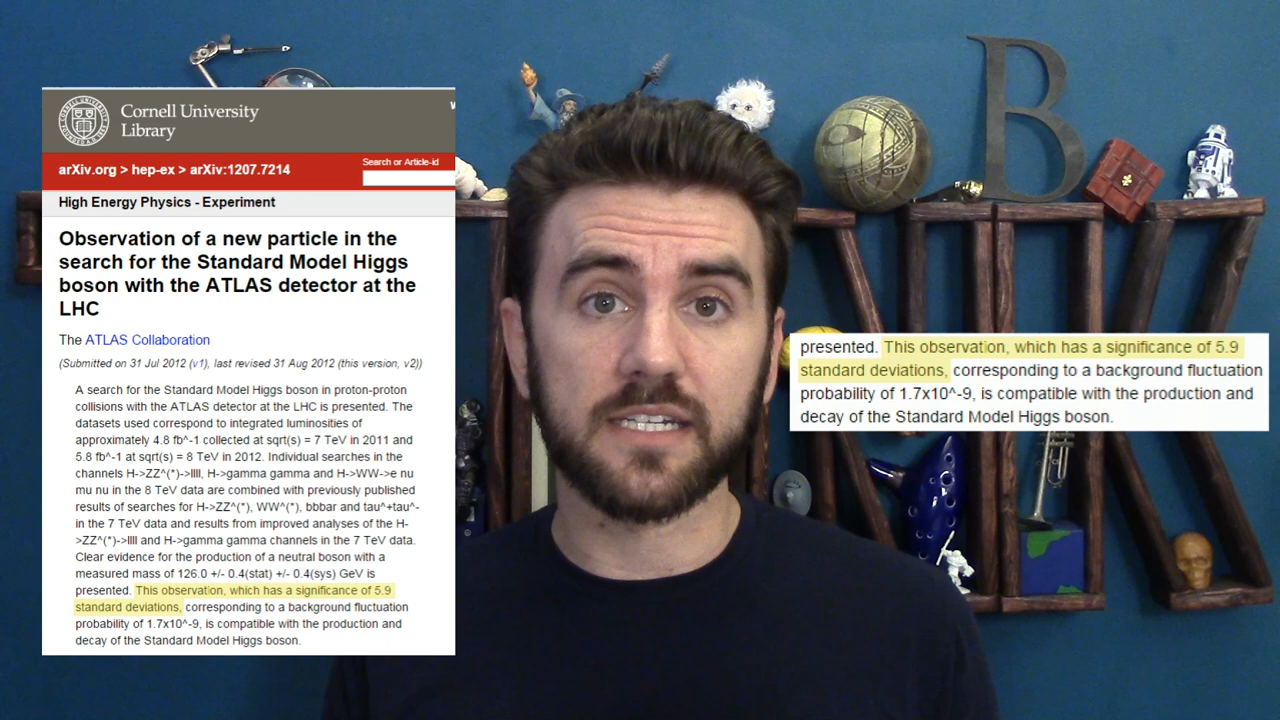 Cornell University
Library
arXiv.org > hep-ex > arXiv:1207.7214
Search or Article-id
High Energy Physics - Experiment
Observation of a new particle in the
search for the Standard Model Higgs
boson with the ATLAS detector at the
LHC
The ATLAS Collaboration
(Submitted on 31 Jul 2012 (v1), last revised 31 Aug 2012 (this version, v2))
A search for the Standard Model Higgs boson in proton-proton
collisions with the ATLAS detector at the LHC is presented. The
datasets used correspond to integrated luminosities of
approximately 4.8 fb^-1 collected at sqrt(s) = 7 TeV in 2011 and
5.8 fb^-1 at sqrt(s) = 8 TeV in 2012. Individual searches in the
channels H->ZZ^(*)->llll, H->gamma gamma and H->WW->e nu
mu nu in the 8 TeV data are combined with previously published
results of searches for H->ZZ^(*), WW^(*), bbbar and tau^+tau^-
in the 7 TeV data and results from improved analyses of the H-
>ZZ^(*)->llll and H->gamma gamma channels in the 7 TeV data.
Clear evidence for the production of a neutral boson with a
measured mass of 126.0 +/- 0.4(stat) +/- 0.4(sys) GeV is
presented. This observation, which has a significance of 5.9
standard deviations, corresponding to a background fluctuation
probability of 1.7x10^-9, is compatible with the production and
decay of the Standard Model Higgs boson.
presented. This observation, which has a significance of 5.9
standard deviations, corresponding to a background fluctuation
probability of 1.7x10^-9, is compatible with the production and
decay of the Standard Model Higgs boson.
B